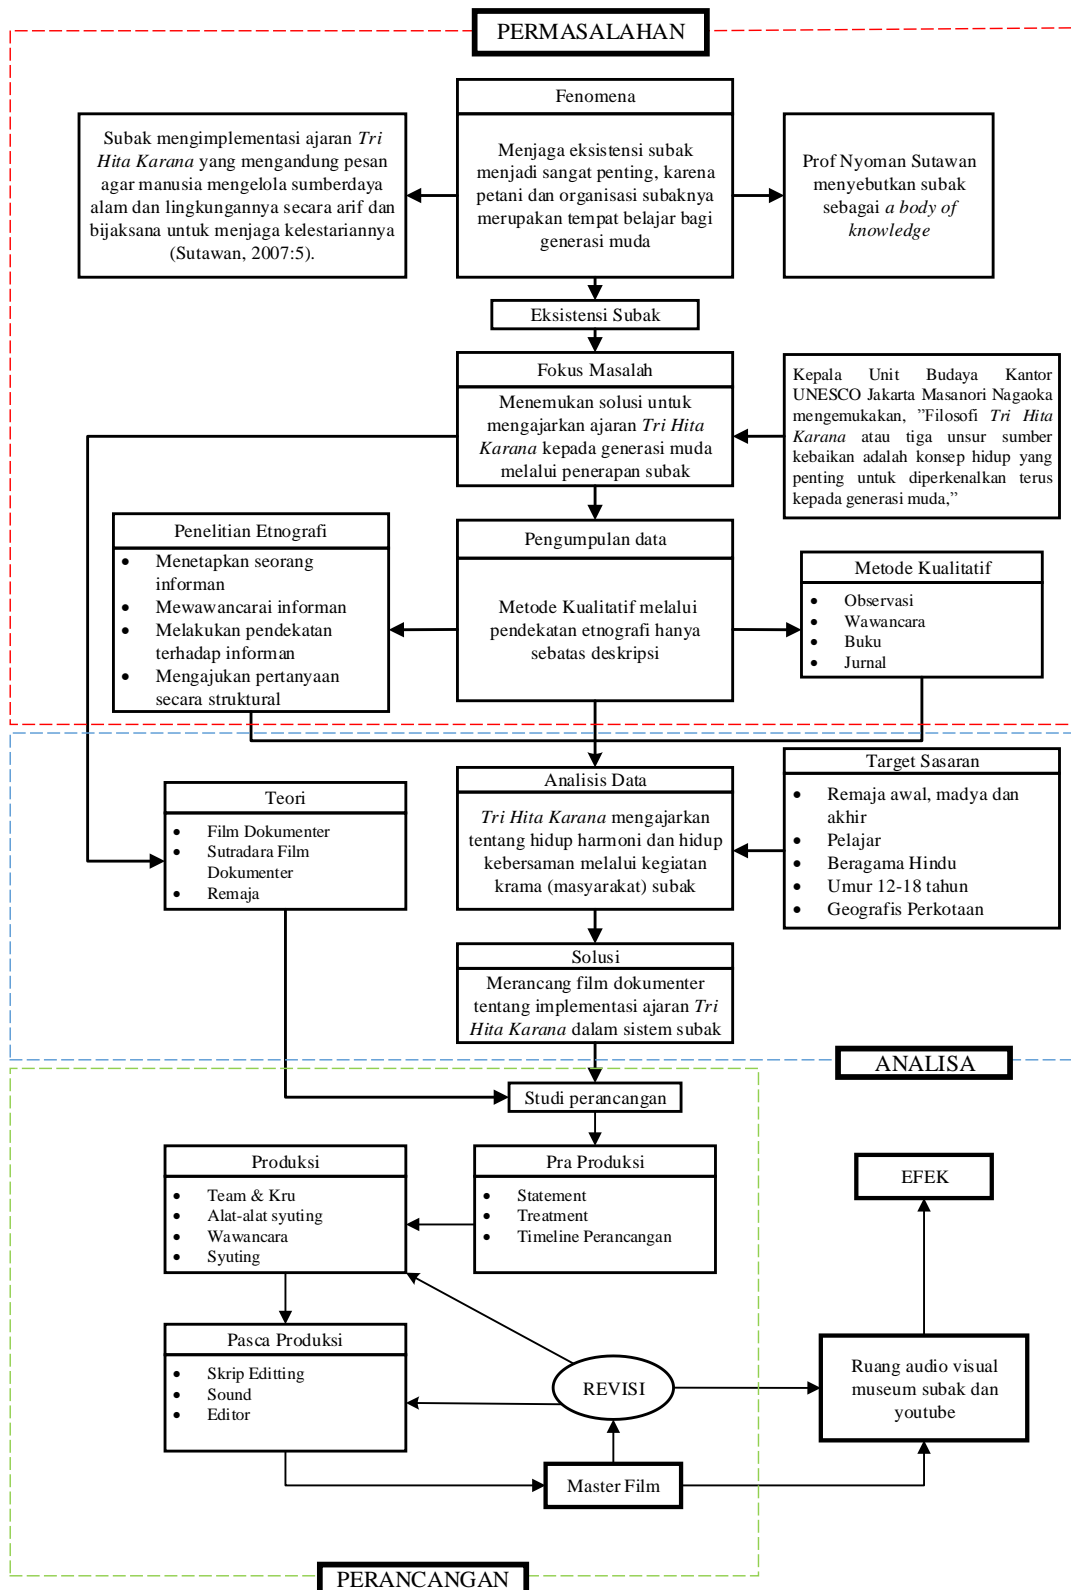 PERMASALAHAN
Fenomena
Menjaga eksistensi subak
menjadi sangat penting, karena
petani dan organisasi subaknya
merupakan tempat belajar bagi
generasi muda
Subak mengimplementasi ajaran Tri
Hita Karana yang mengandung pesan
agar manusia mengelola sumberdaya
alam dan lingkungannya secara arif dan
bijaksana untuk menjaga kelestariannya
(Sutawan, 2007:5).
Prof Nyoman Sutawan
menyebutkan subak
sebagai a body of
knowledge
Eksistensi Subak
Fokus Masalah
Menemukan solusi untuk
mengajarkan ajaran Tri Hita
Karana kepada generasi muda
melalui penerapan subak
Kepala Unit Budaya Kantor
UNESCO Jakarta Masanori Nagaoka
mengemukakan, ”Filosofi Tri Hita
Karana atau tiga unsur sumber
kebaikan adalah konsep hidup yang
penting untuk diperkenalkan terus
kepada generasi muda,”
Penelitian Etnografi
• Menetapkan seorang
informan
• Mewawancarai informan
• Melakukan pendekatan
terhadap informan
• Mengajukan pertanyaan
secara struktural
Pengumpulan data
Metode Kualitatif melalui
pendekatan etnografi hanya
sebatas deskripsi
Metode Kualitatif
• Observasi
• Wawancara
• Buku
• Jurnal
Teori
• Film Dokumenter
• Sutradara Film
Dokumenter
• Remaja
Analisis Data
Tri Hita Karana mengajarkan
tentang hidup harmoni dan hidup
kebersaman melalui kegiatan
krama (masyarakat) subak
Target Sasaran
• Remaja awal, madya dan
akhir
• Pelajar
• Beragama Hindu
• Umur 12-18 tahun
• Geografis Perkotaan
Solusi
Merancang film dokumenter
tentang implementasi ajaran Tri
Hita Karana dalam sistem subak
ANALISA
Studi perancangan
Produksi
• Team & Kru
• Alat-alat syuting
• Wawancara
• Syuting
Pra Produksi
• Statement
• Treatment
• Timeline Perancangan
EFEK
Pasca Produksi
• Skrip Editting
• Sound
• Editor
REVISI
Ruang audio visual
museum subak dan
youtube
Master Film
PERANCANGAN